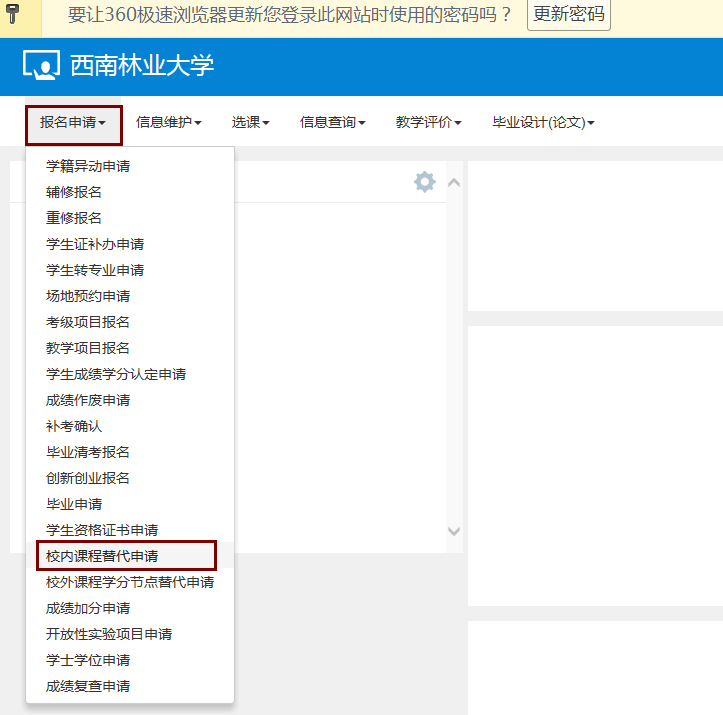 要让360极速浏览器更新您登录此网站时使用的密码吗？ 更新密码
西南林业大学
报名申请 信息维护 选课 信息查询 教学评价 毕业设计(论文)
学籍异动申请
辅修报名
重修报名
学生证补办申请
学生转专业申请
场地预约申请
考级项目报名
教学项目报名
学生成绩学分认定申请
成绩作废申请
补考确认
毕业清考报名
创新创业报名
毕业申请
学生资格证书申请
校内课程替代申请
校外课程学分节点替代申请
成绩加分申请
开放性实验项目申请
学士学位申请
成绩复查申请